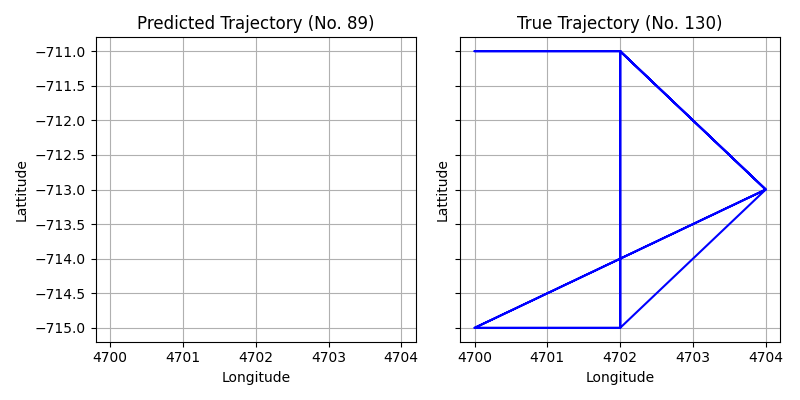 Predicted Trajectory (No. 89)
True Trajectory (No. 130)
Lattitude
−711.0
−711.5
−712.0
−712.5
−713.0
−713.5
−714.0
−714.5
−715.0
4700 4701 4702 4703 4704
Longitude
Lattitude
4700 4701 4702 4703 4704
Longitude